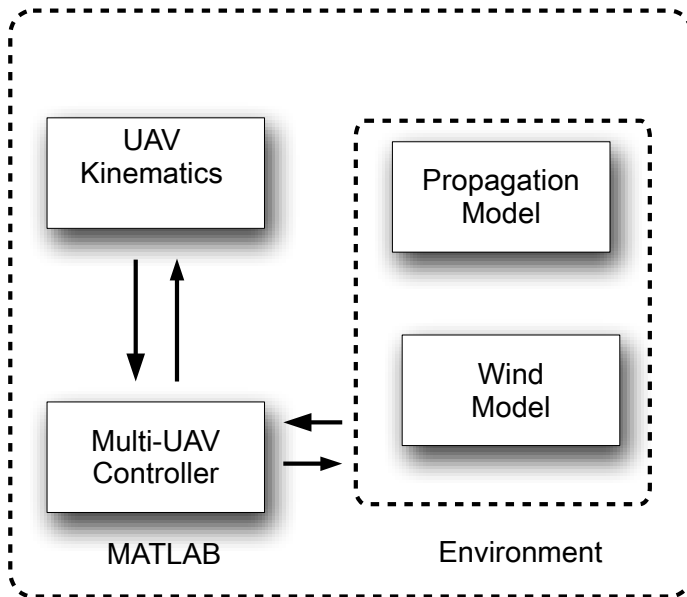 UAV
Kinematics
Propagation
Model
Wind
Model
Multi-UAV
Controller
MATLAB
Environment